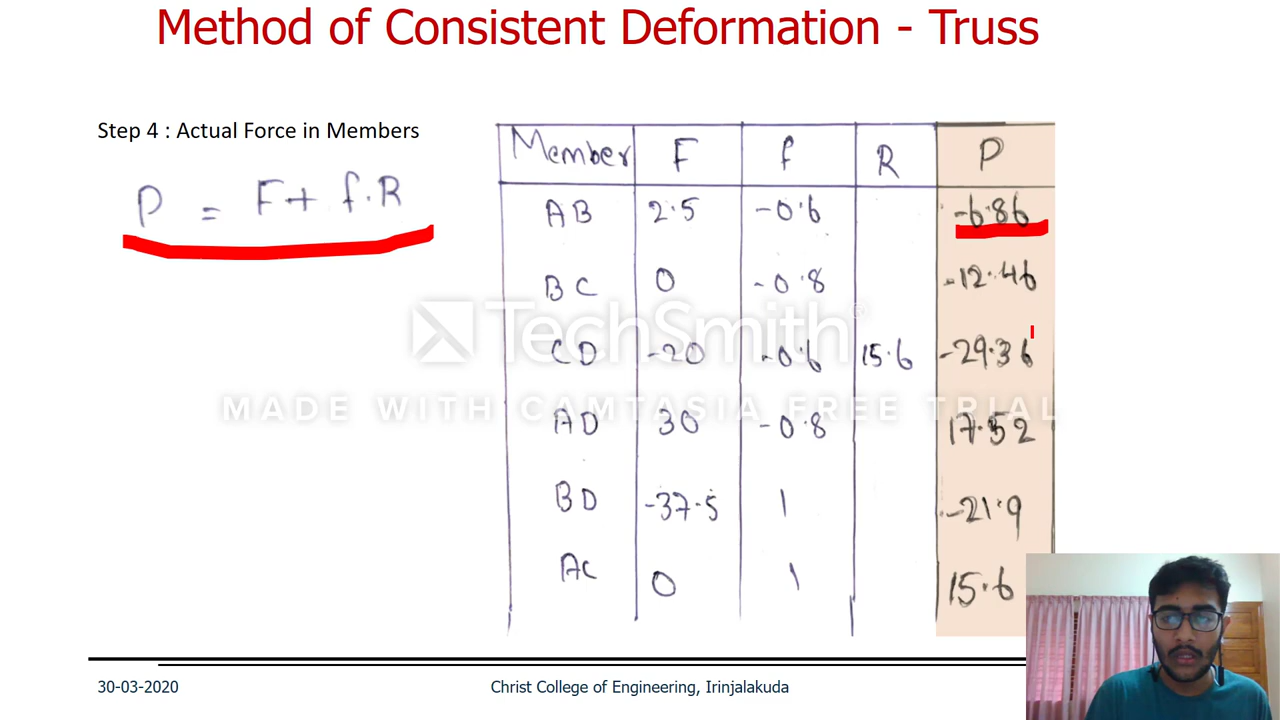 Method of Consistent Deformation - Truss
Step 4 : Actual Force in Members
P = F + f.R
Member F f R P
AB 2.5 -0.6 -6.86
BC 0 -0.8 -12.46
CD -20 -0.6 15.6 -29.36
AD 30 -0.8 17.52
BD -37.5 1 -21.9
AC 0 1 15.6
TechSmith®
MADE WITH CAMTASIA FREE TRIAL
30-03-2020 Christ College of Engineering, Irinjalakuda